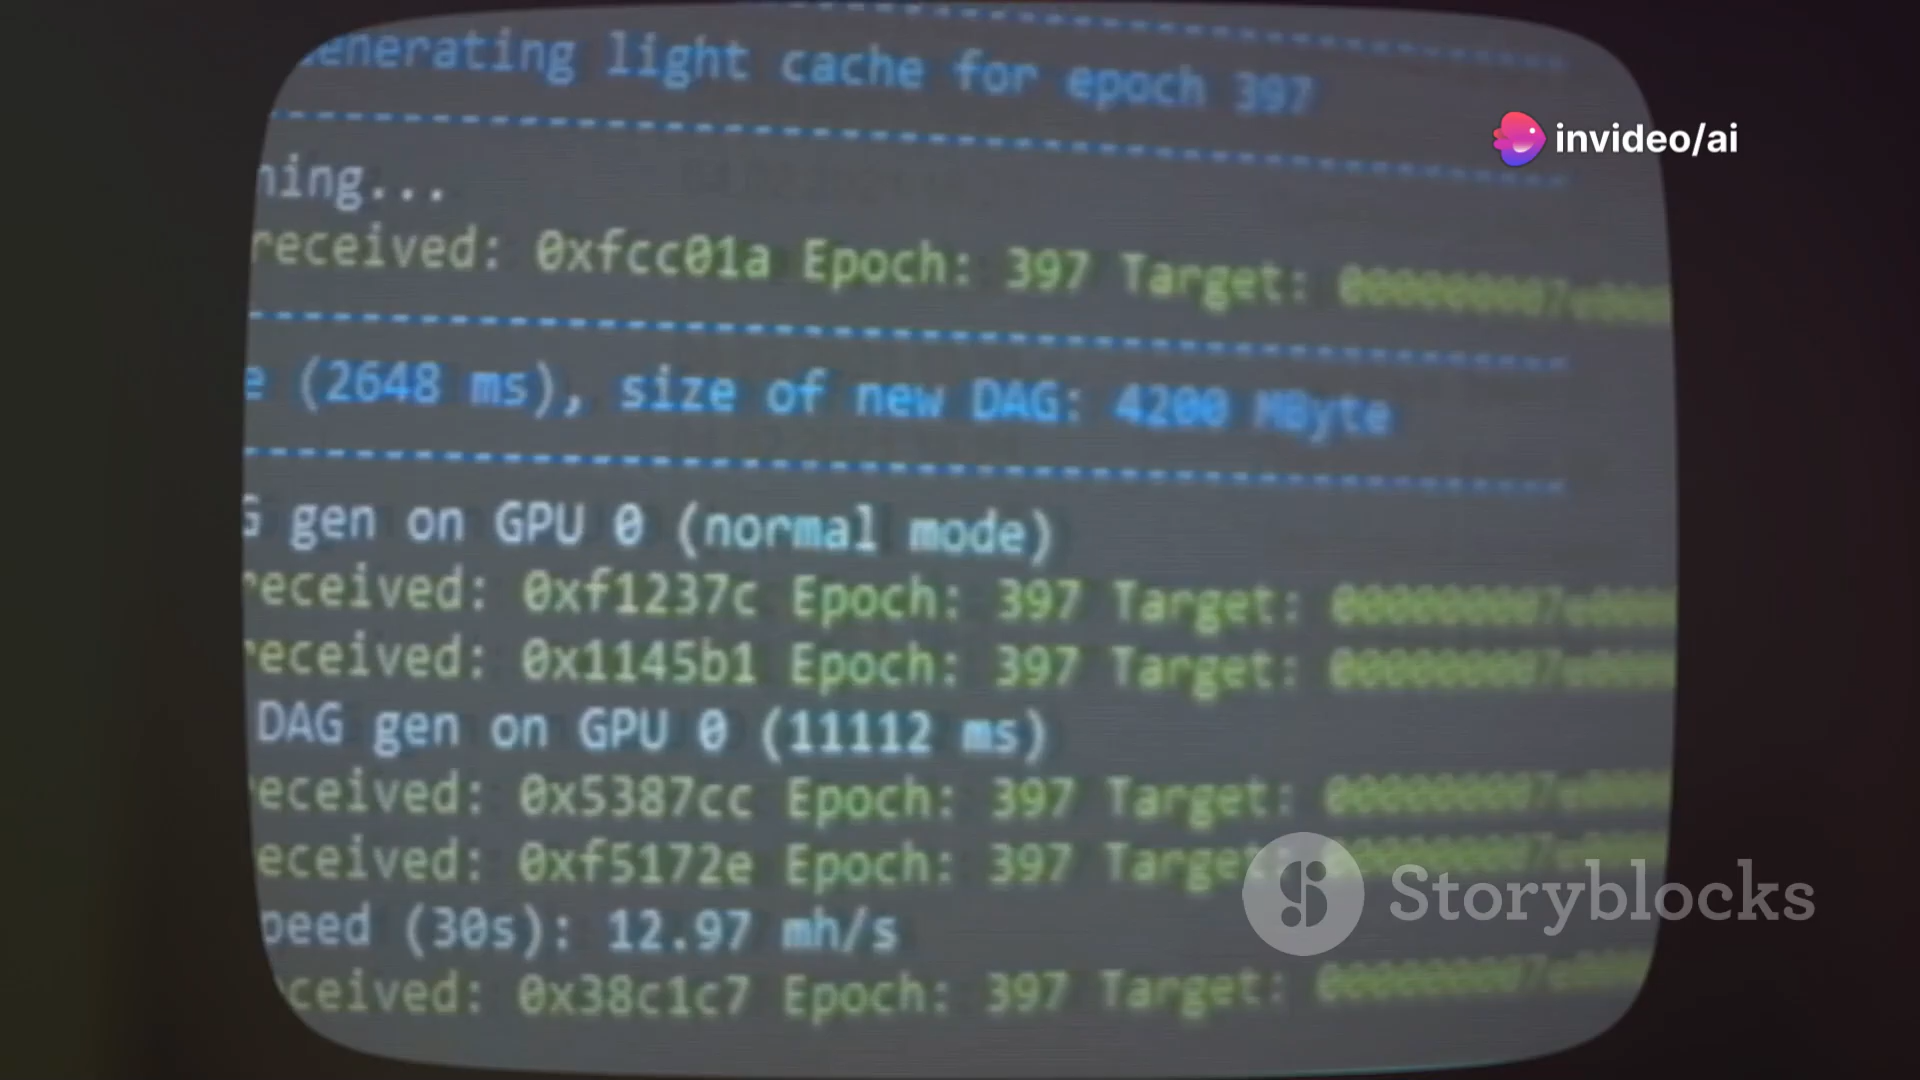 enerating light cache for epoch 397
invideo/ai
ning...
received: 0xfcc01a Epoch: 397 Target:
e (2648 ms), size of new DAG: 4200 MByte
G gen on GPU 0 (normal mode)
received: 0xf1237c Epoch: 397 Target:
received: 0x1145b1 Epoch: 397 Target:
DAG gen on GPU 0 (11112 ms)
eceived: 0x5387cc Epoch: 397 Target:
eceived: 0xf5172e Epoch: 397 Target:
Storyblocks
peed (30s): 12.97 mh/s
ceived: 0x38c1c7 Epoch: 397 Target: